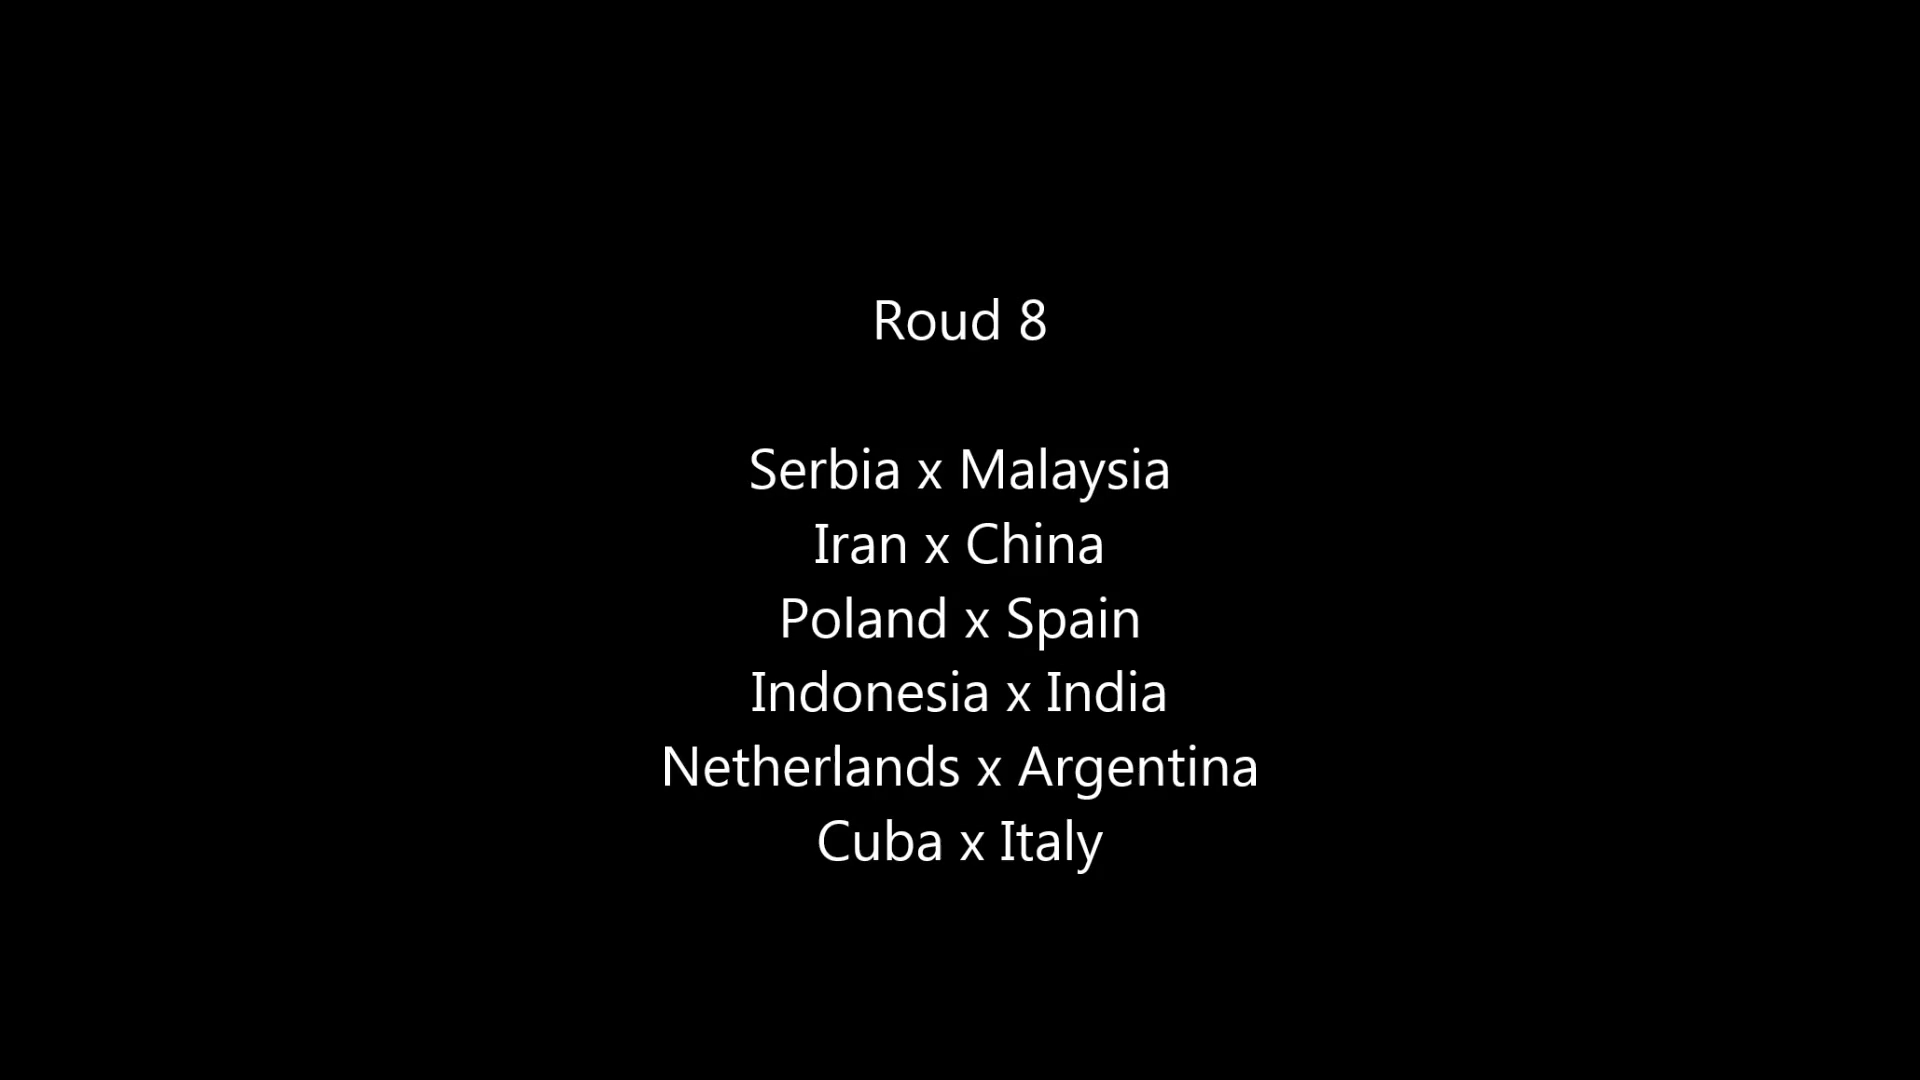 Roud 8
Serbia x Malaysia
Iran x China
Poland x Spain
Indonesia x India
Netherlands x Argentina
Cuba x Italy